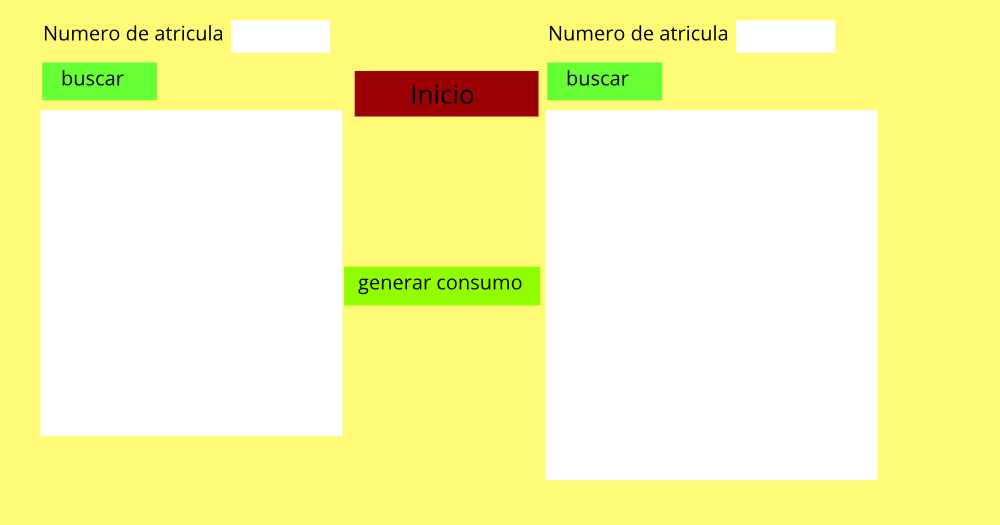 Numero de atricula
buscar
Inicio
generar consumo
Numero de atricula
buscar